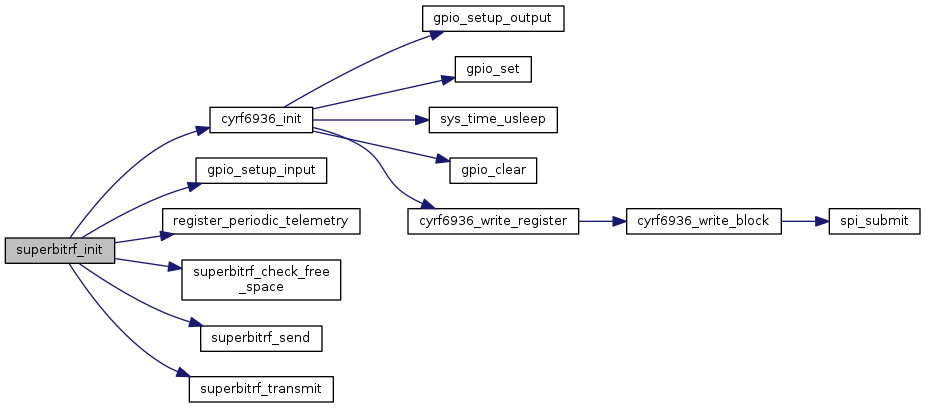 gpio_setup_output
gpio_set
cyrf6936_init
sys_time_usleep
gpio_setup_input
gpio_clear
register_periodic_telemetry
cyrf6936_write_register
cyrf6936_write_block
spi_submit
superbitrf_init
superbitrf_check_free
_space
superbitrf_send
superbitrf_transmit